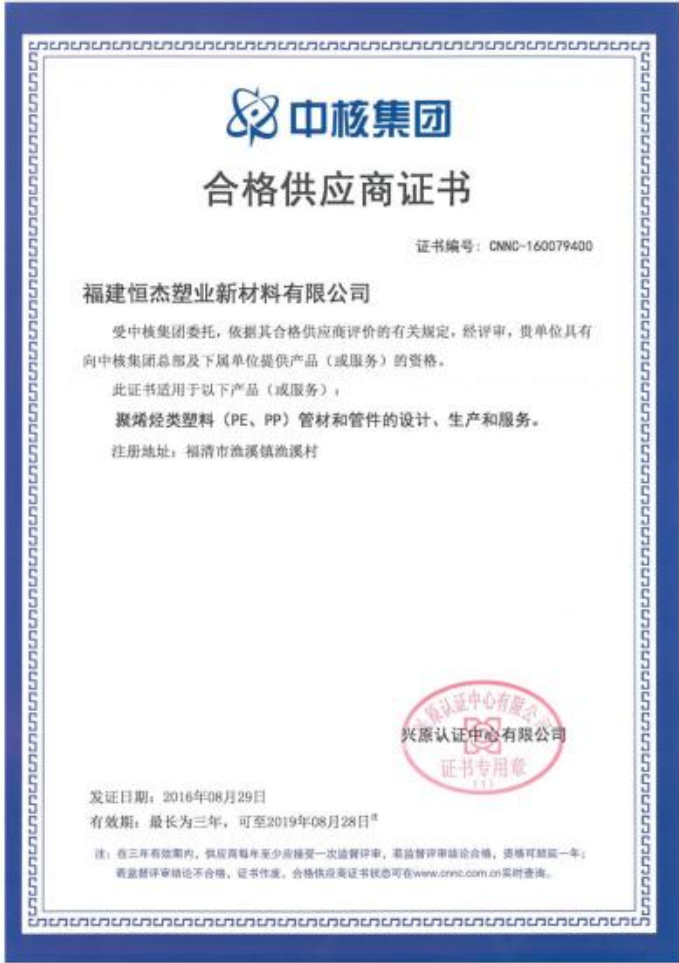 中核集团
合格供应商证书
证书编号：CNNC-160079400
福建恒杰塑业新材料有限公司
受中核集团委托，依据其合格供应商评价的有关规定，经评审，贵单位具有
向中核集团总部及下属单位提供产品（或服务）的资格。
此证书适用于以下产品（或服务）：
聚烯烃类塑料（PE、PP）管材和管件的设计、生产和服务。
注册地址：福清市渔溪镇渔溪村
兴原认证中心有限公司
兴原认证中心有限公司
证书专用章
（1）
发证日期：2016年08月29日
有效期：最长为三年，可至2019年08月28日注
注：在三年有效期内，供应商每年至少应接受一次监督评审，若监督评审结论合格，资格可顺延一年；
若监督评审结论不合格，证书作废。合格供应商证书状态可在www.cnnc.com.cn实时查询。